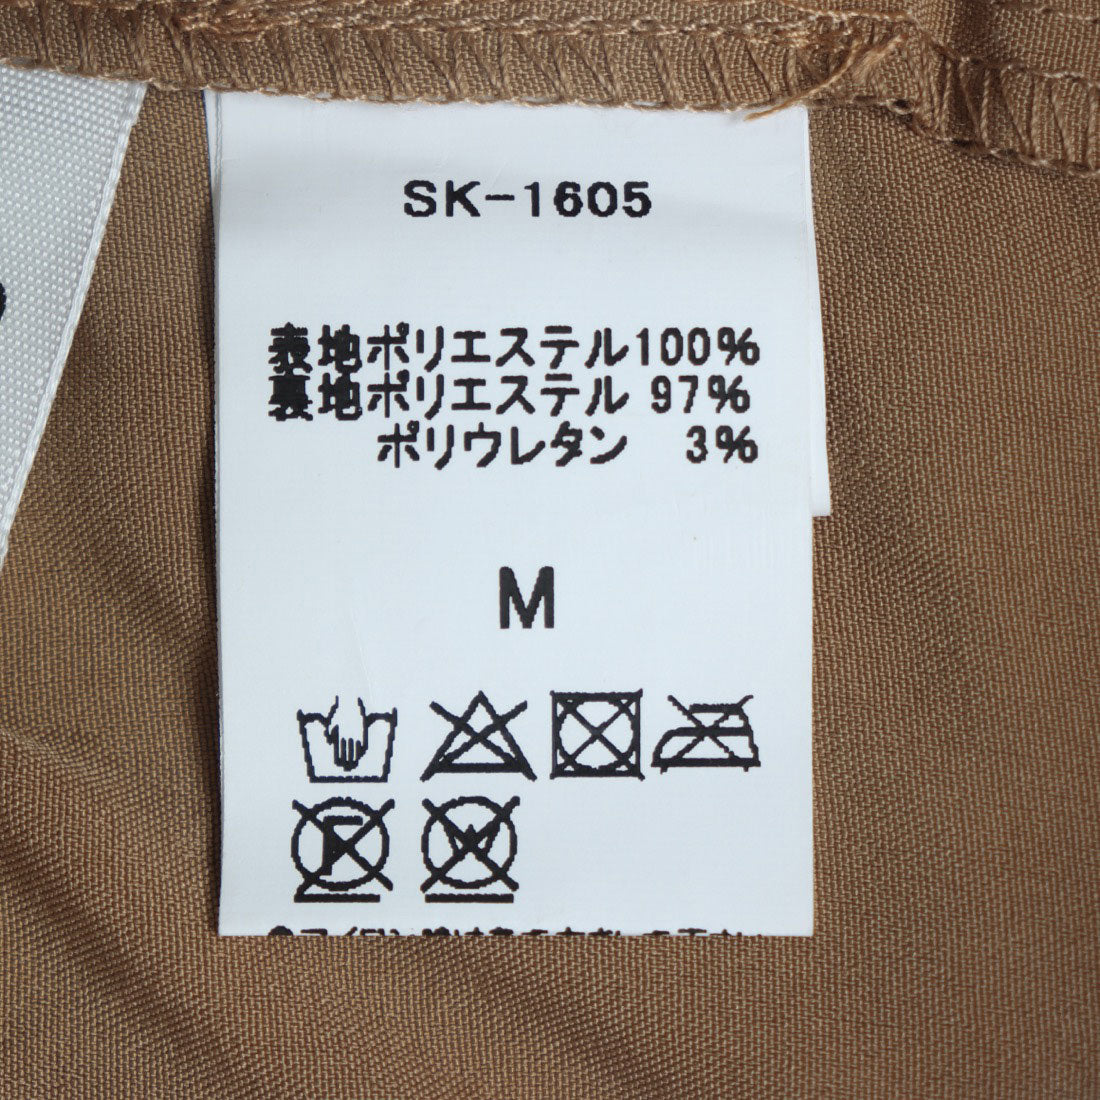 SK-1605
表地ポリエステル100%
裏地ポリエステル 97%
ポリウレタン 3%
M
P
W